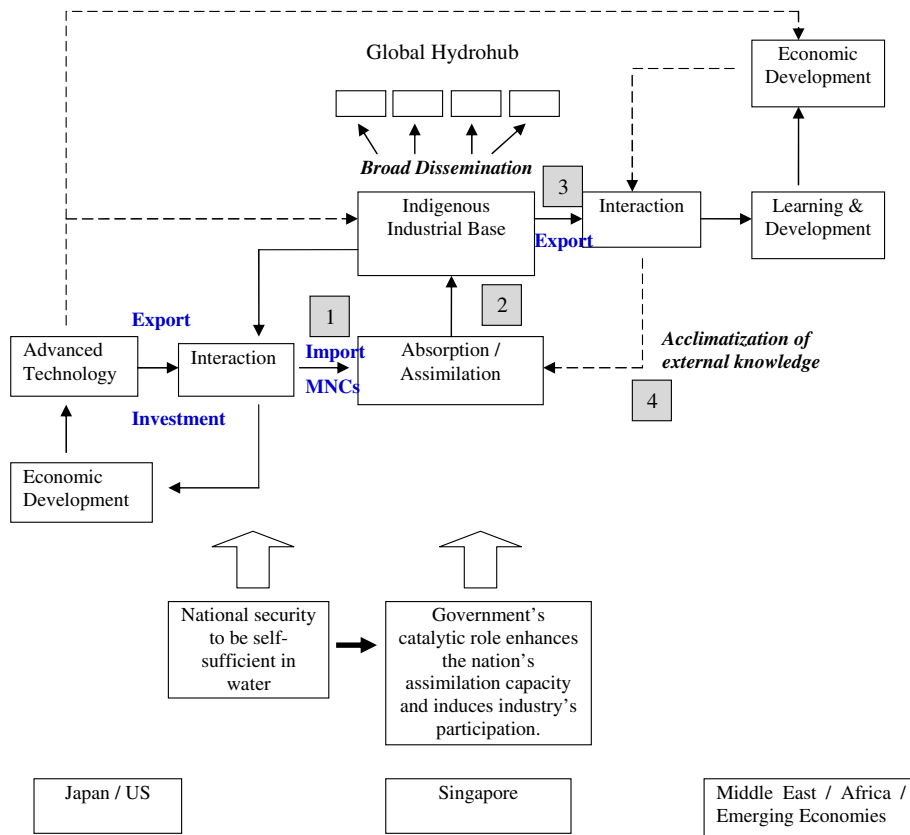 Global Hydrohub
Economic
Development
Broad Dissemination
3
Indigenous
Industrial Base
Export
Interaction
Learning &
Development
Export
1
2
Advanced
Technology
Interaction
Import
MNCs
Absorption /
Assimilation
Acclimatization of
external knowledge
4
Investment
Economic
Development
National security
to be self-
sufficient in
water
Government's
catalytic role enhances
the nation's
assimilation capacity
and induces industry's
participation.
Japan / US
Singapore
Middle East / Africa /
Emerging Economies